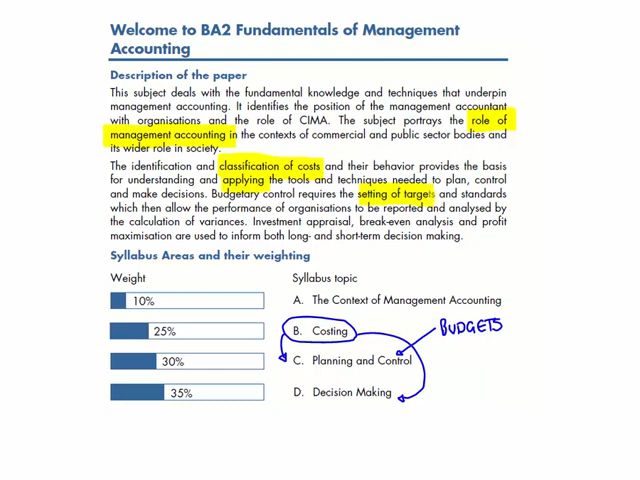 Welcome to BA2 Fundamentals of Management
Accounting
Description of the paper
This subject deals with the fundamental knowledge and techniques that underpin
management accounting. It identifies the position of the management accountant
with organisations and the role of CIMA. The subject portrays the role of
management accounting in the contexts of commercial and public sector bodies and
its wider role in society.
The identification and classification of costs and their behavior provides the basis
for understanding and applying the tools and techniques needed to plan, control
and make decisions. Budgetary control requires the setting of targets and standards
which then allow the performance of organisations to be reported and analysed by
the calculation of variances. Investment appraisal, break-even analysis and profit
maximisation are used to inform both long- and short-term decision making.
Syllabus Areas and their weighting
Weight Syllabus topic
10% A. The Context of Management Accounting
25% B. Costing BUDGETS
30% C. Planning and Control
35% D. Decision Making